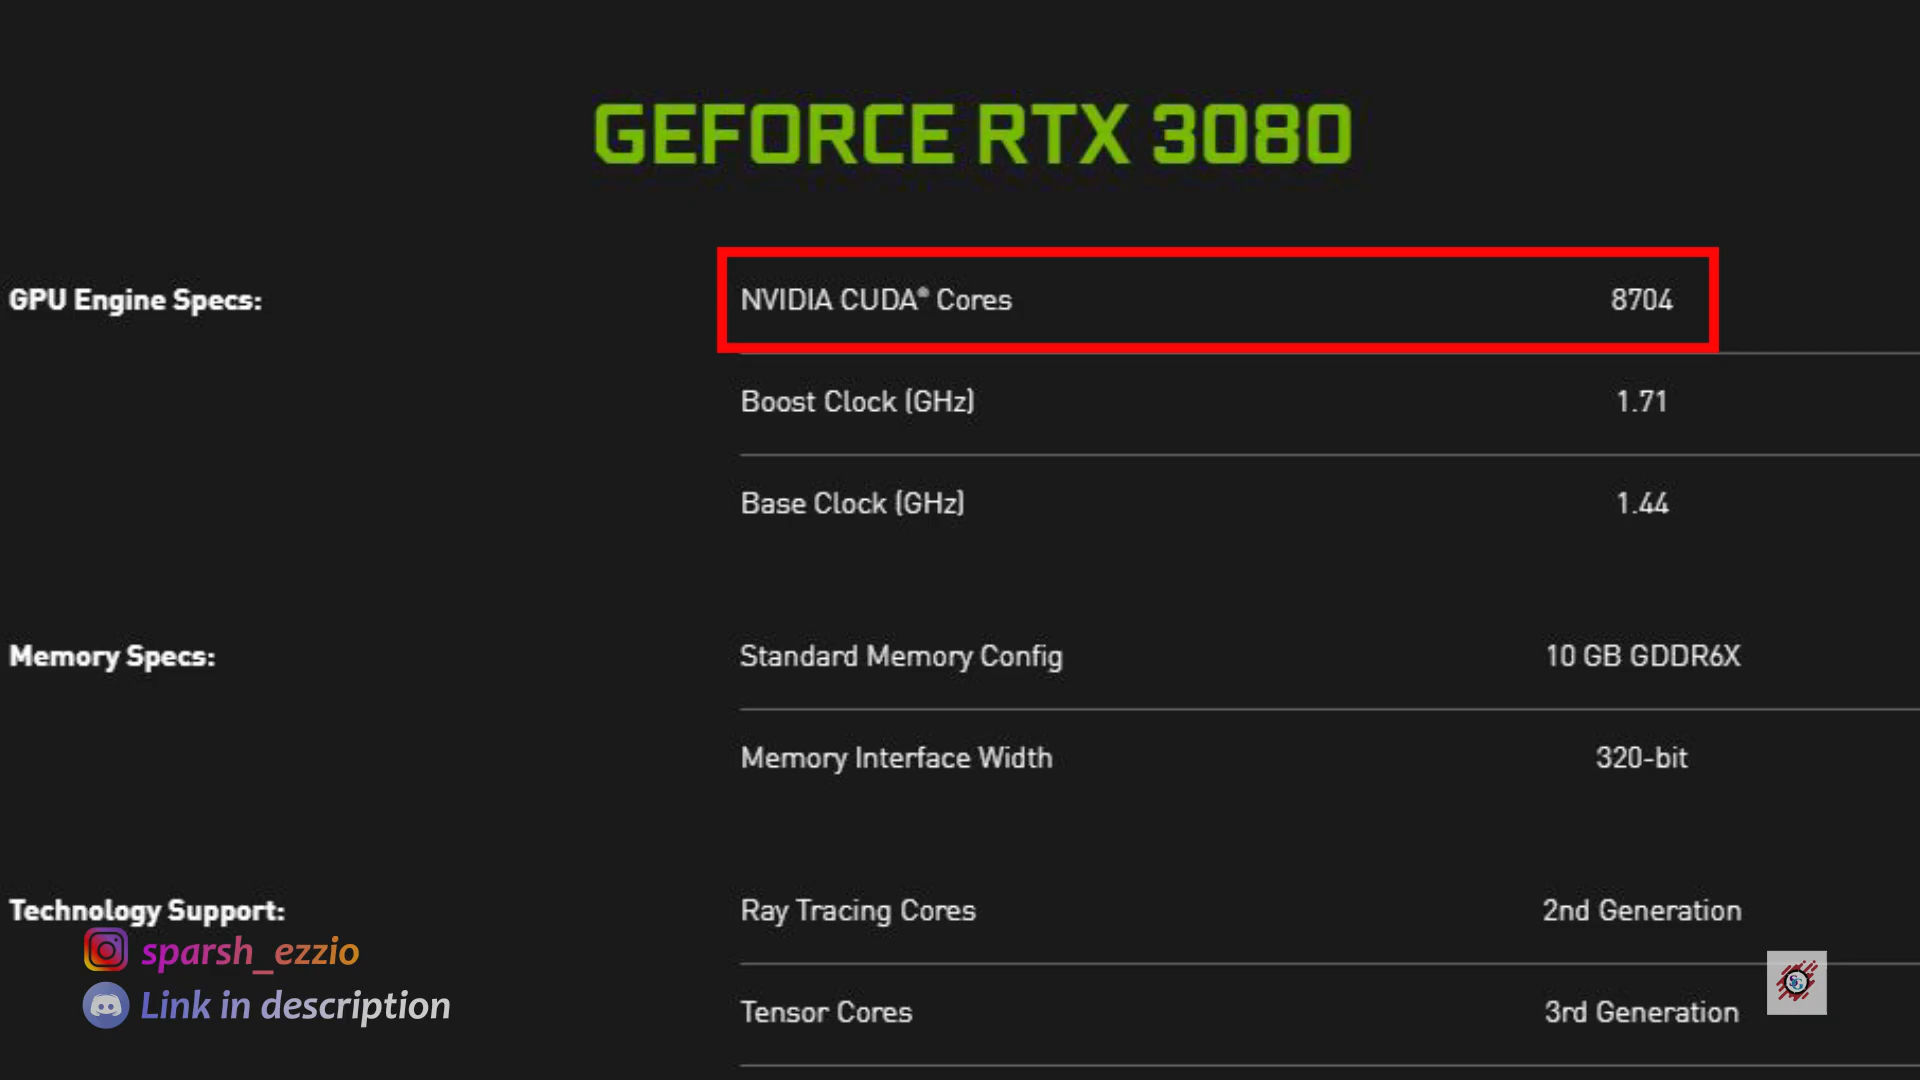 GEFORCE RTX 3080
GPU Engine Specs:
NVIDIA CUDA® Cores 8704
Boost Clock (GHz) 1.71
Base Clock (GHz) 1.44
Memory Specs:
Standard Memory Config 10 GB GDDR6X
Memory Interface Width 320-bit
Technology Support:
Ray Tracing Cores 2nd Generation
sparsh_ezzio
Link in description
Tensor Cores 3rd Generation